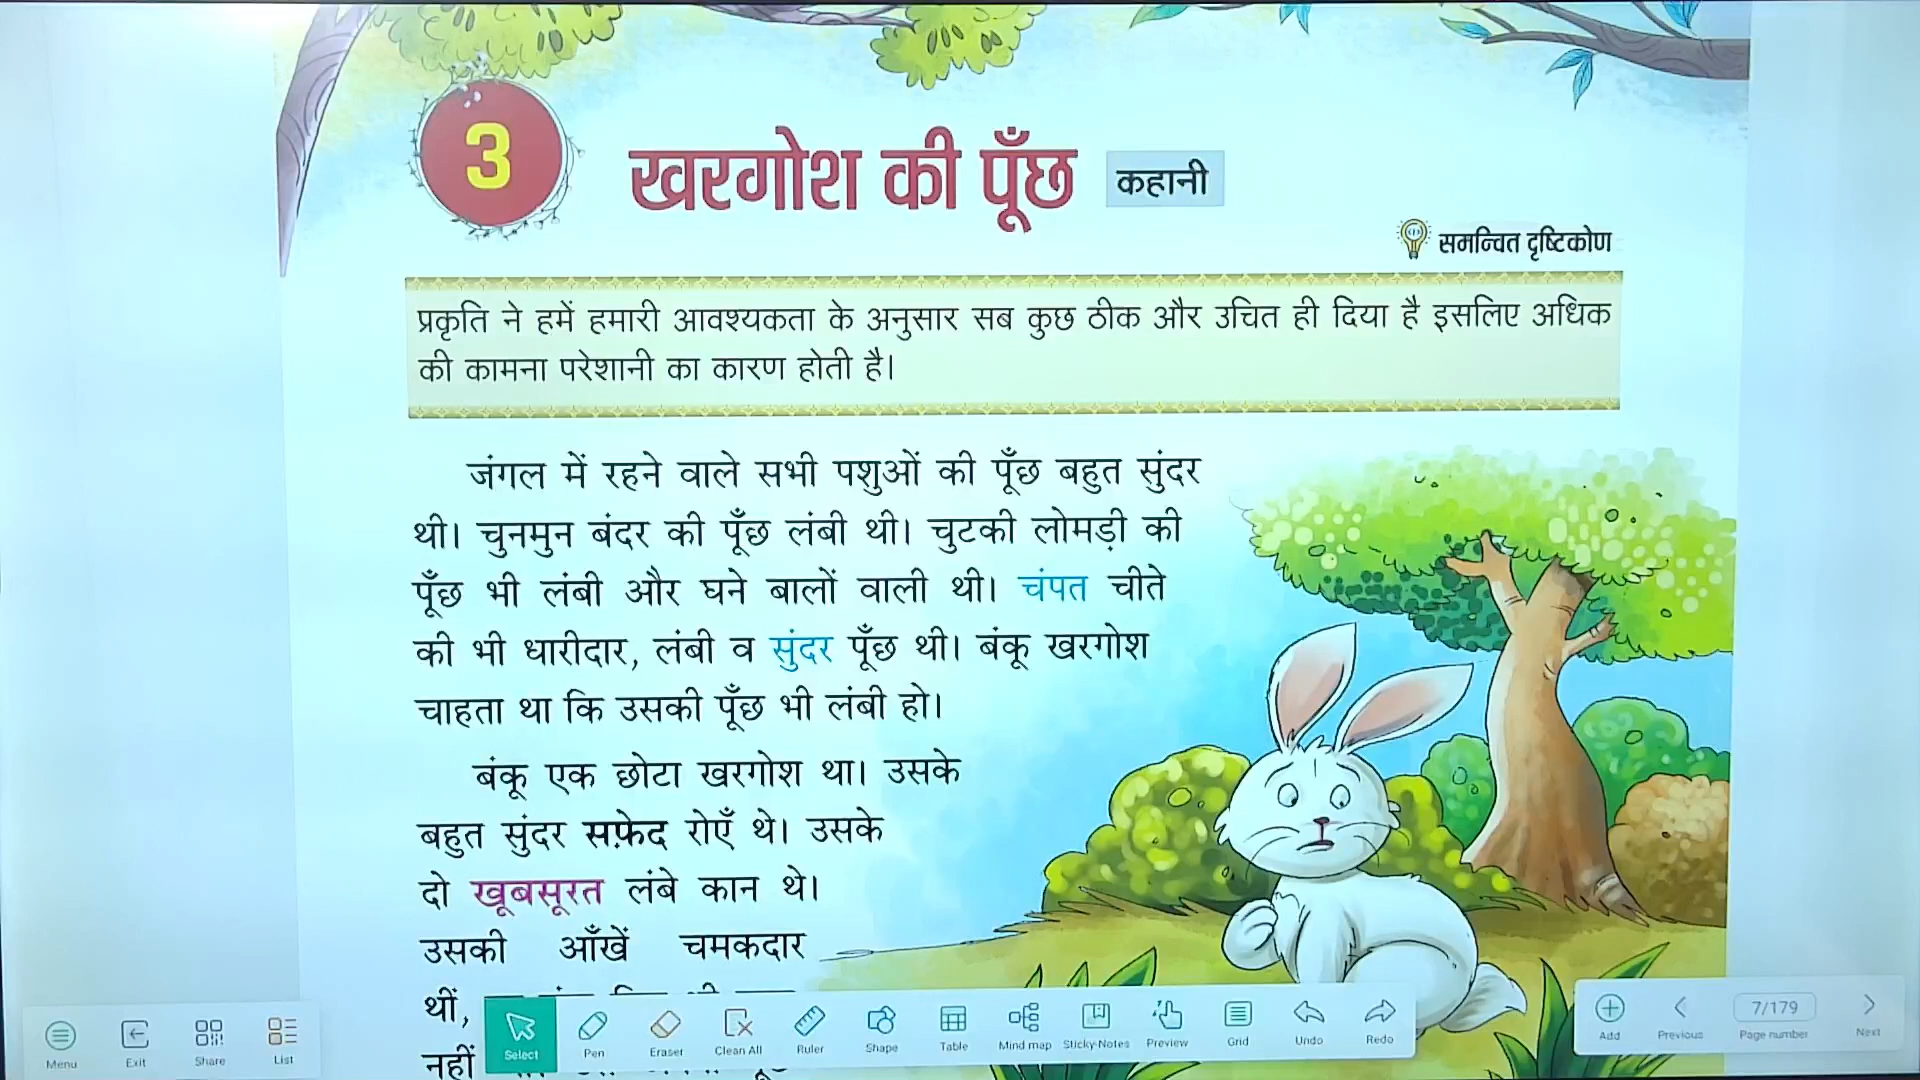 3
खरगोश की पूँछ
कहानी
समन्वित दृष्टिकोण
प्रकृति ने हमें हमारी आवश्यकता के अनुसार सब कुछ ठीक और उचित ही दिया है इसलिए अधिक
की कामना परेशानी का कारण होती है।
जंगल में रहने वाले सभी पशुओं की पूँछ बहुत सुंदर
थी। चुनमुन बंदर की पूँछ लंबी थी। चुटकी लोमड़ी की
पूँछ भी लंबी और घने बालों वाली थी। चंपत चीते
की भी धारीदार, लंबी व सुंदर पूँछ थी। बंकू खरगोश
चाहता था कि उसकी पूँछ भी लंबी हो।
बंकू एक छोटा खरगोश था। उसके
बहुत सुंदर सफ़ेद रोएँ थे। उसके
दो खूबसूरत लंबे कान थे।
उसकी आँखें चमकदार
थीं,
नहीं
Menu Exit Share List
Select Pen Eraser Clean All Ruler Shape Table Mind map Sticky Notes Preview Grid Undo Redo
Add Previous 7/179 Page number Next